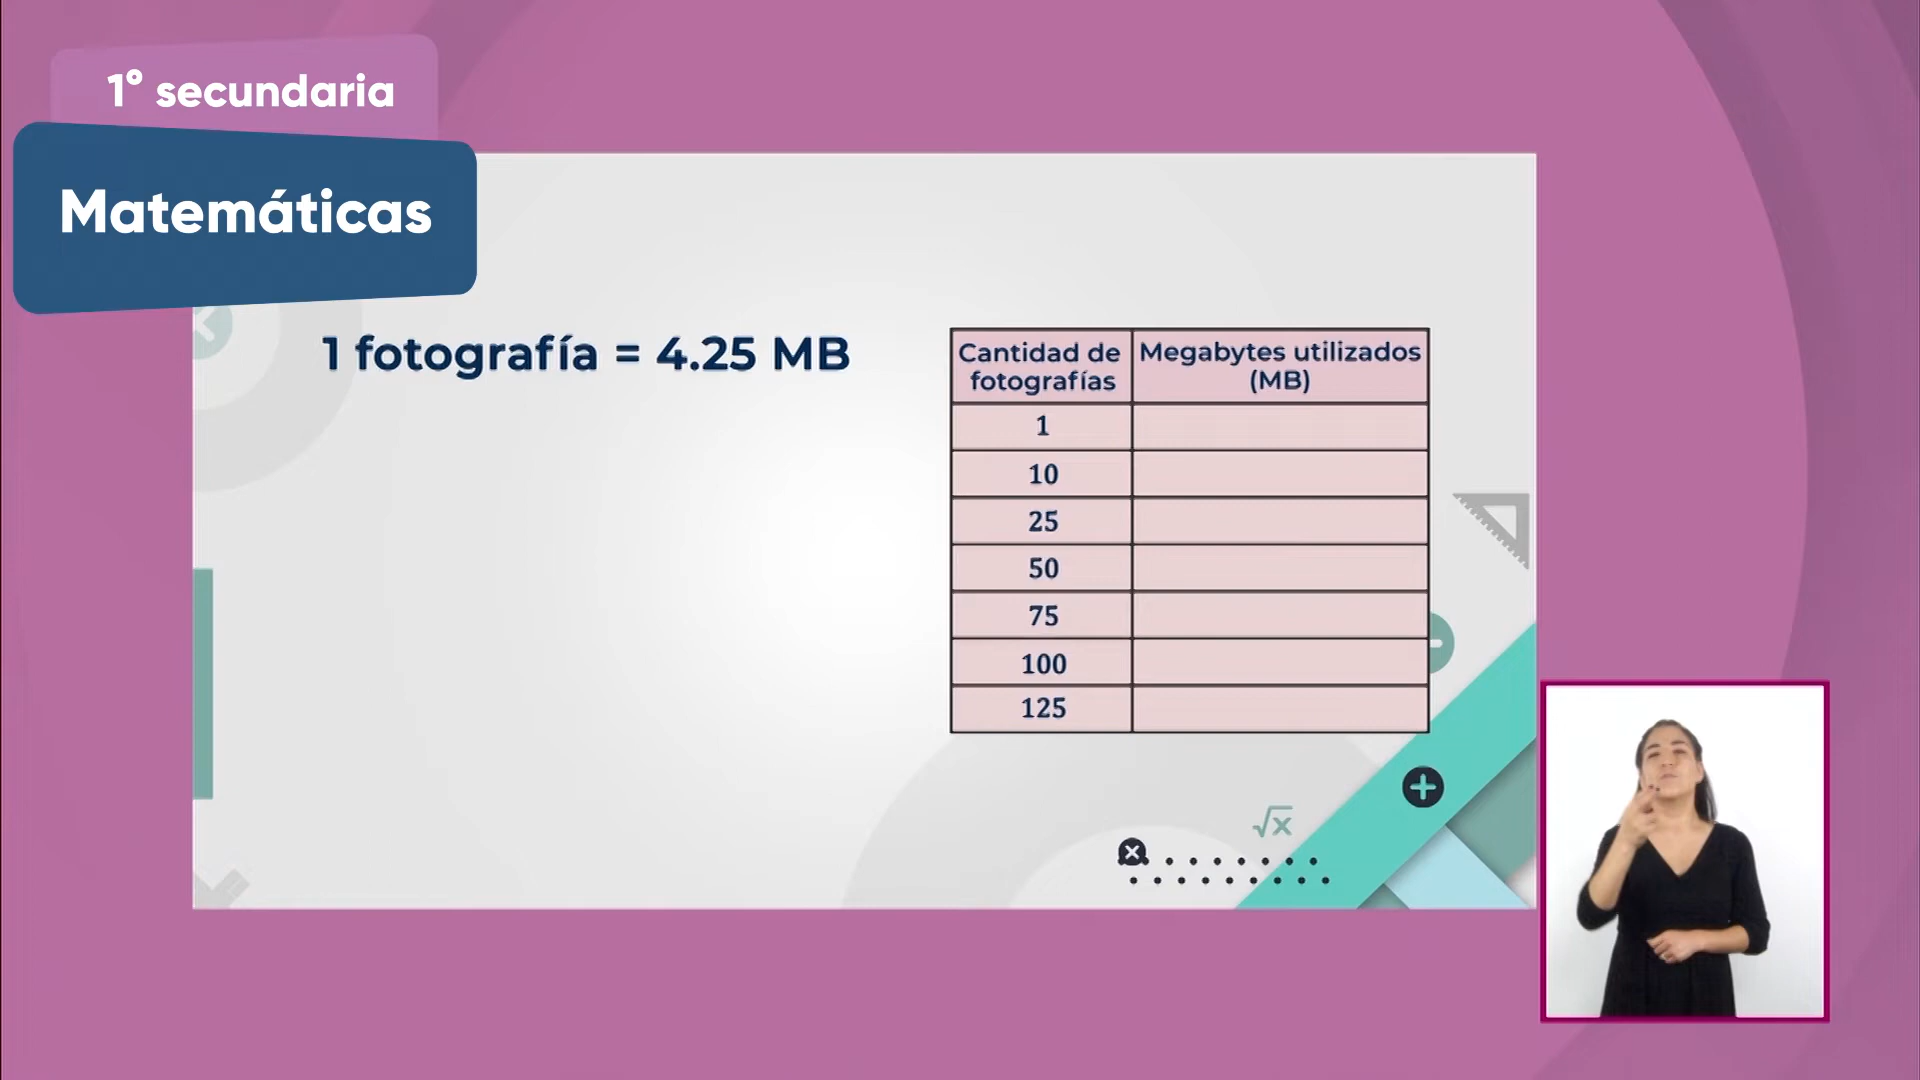 1° secundaria
Matemáticas
1 fotografía = 4.25 MB
Cantidad de fotografías
Megabytes utilizados (MB)
1
10
25
50
75
100
125
√x